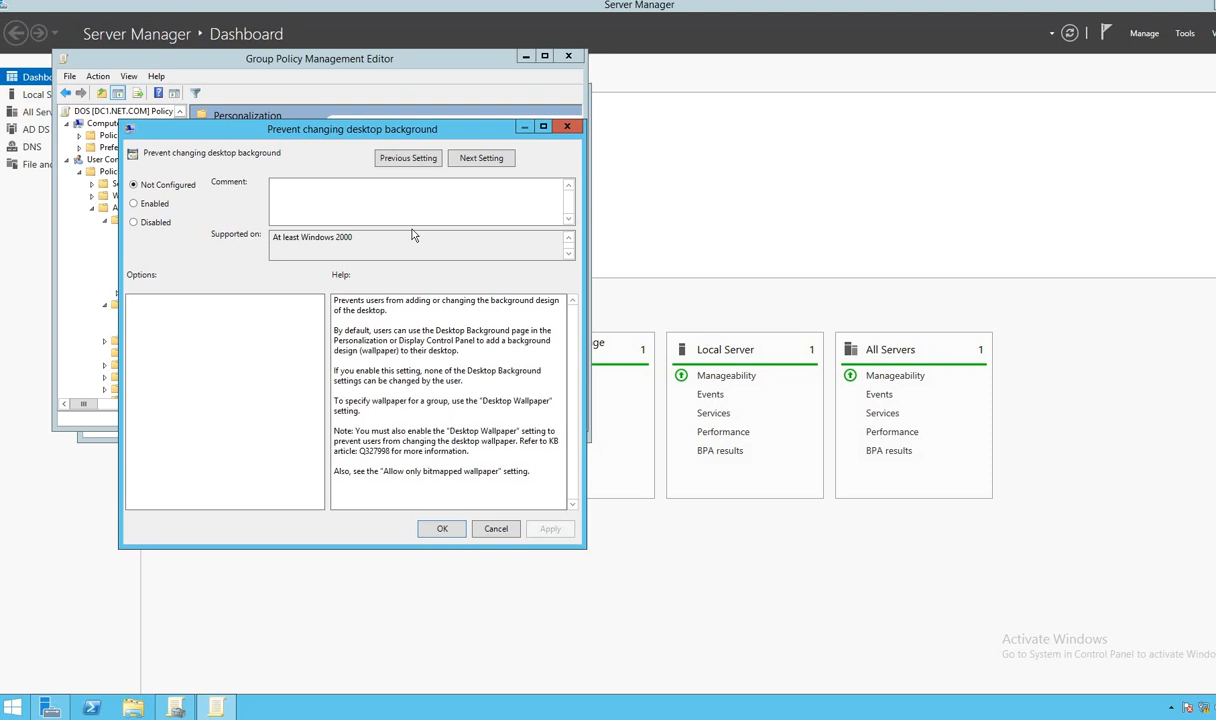 Server Manager
Server Manager
Dashboard
Manage
Tools
Group Policy Management Editor
File
Action
View
Help
Local S
AD DS
DNS
DOS [DC1.NET.COM] Policy
Personalization
Prevent changing desktop background
Prevent changing desktop background
Previous Setting
Next Setting
Not Configured
Enabled
Disabled
Comment:
Supported on:
At least Windows 2000
Options:
Help:
Prevents users from adding or changing the background design
of the desktop.
By default, users can use the Desktop Background page in the
Personalization or Display Control Panel to add a background
design (wallpaper) to their desktop.
If you enable this setting, none of the Desktop Background
settings can be changed by the user.
To specify wallpaper for a group, use the "Desktop Wallpaper"
setting.
Note: You must also enable the "Desktop Wallpaper" setting to
prevent users from changing the desktop wallpaper. Refer to KB
article: Q327998 for more information.
Also, see the "Allow only bitmapped wallpaper" setting.
OK
Cancel
Apply
ge
1
Local Server
1
Manageability
Events
Services
Performance
BPA results
All Servers
1
Manageability
Events
Services
Performance
BPA results
Activate Windows
Go to System in Control Panel to activate Windo